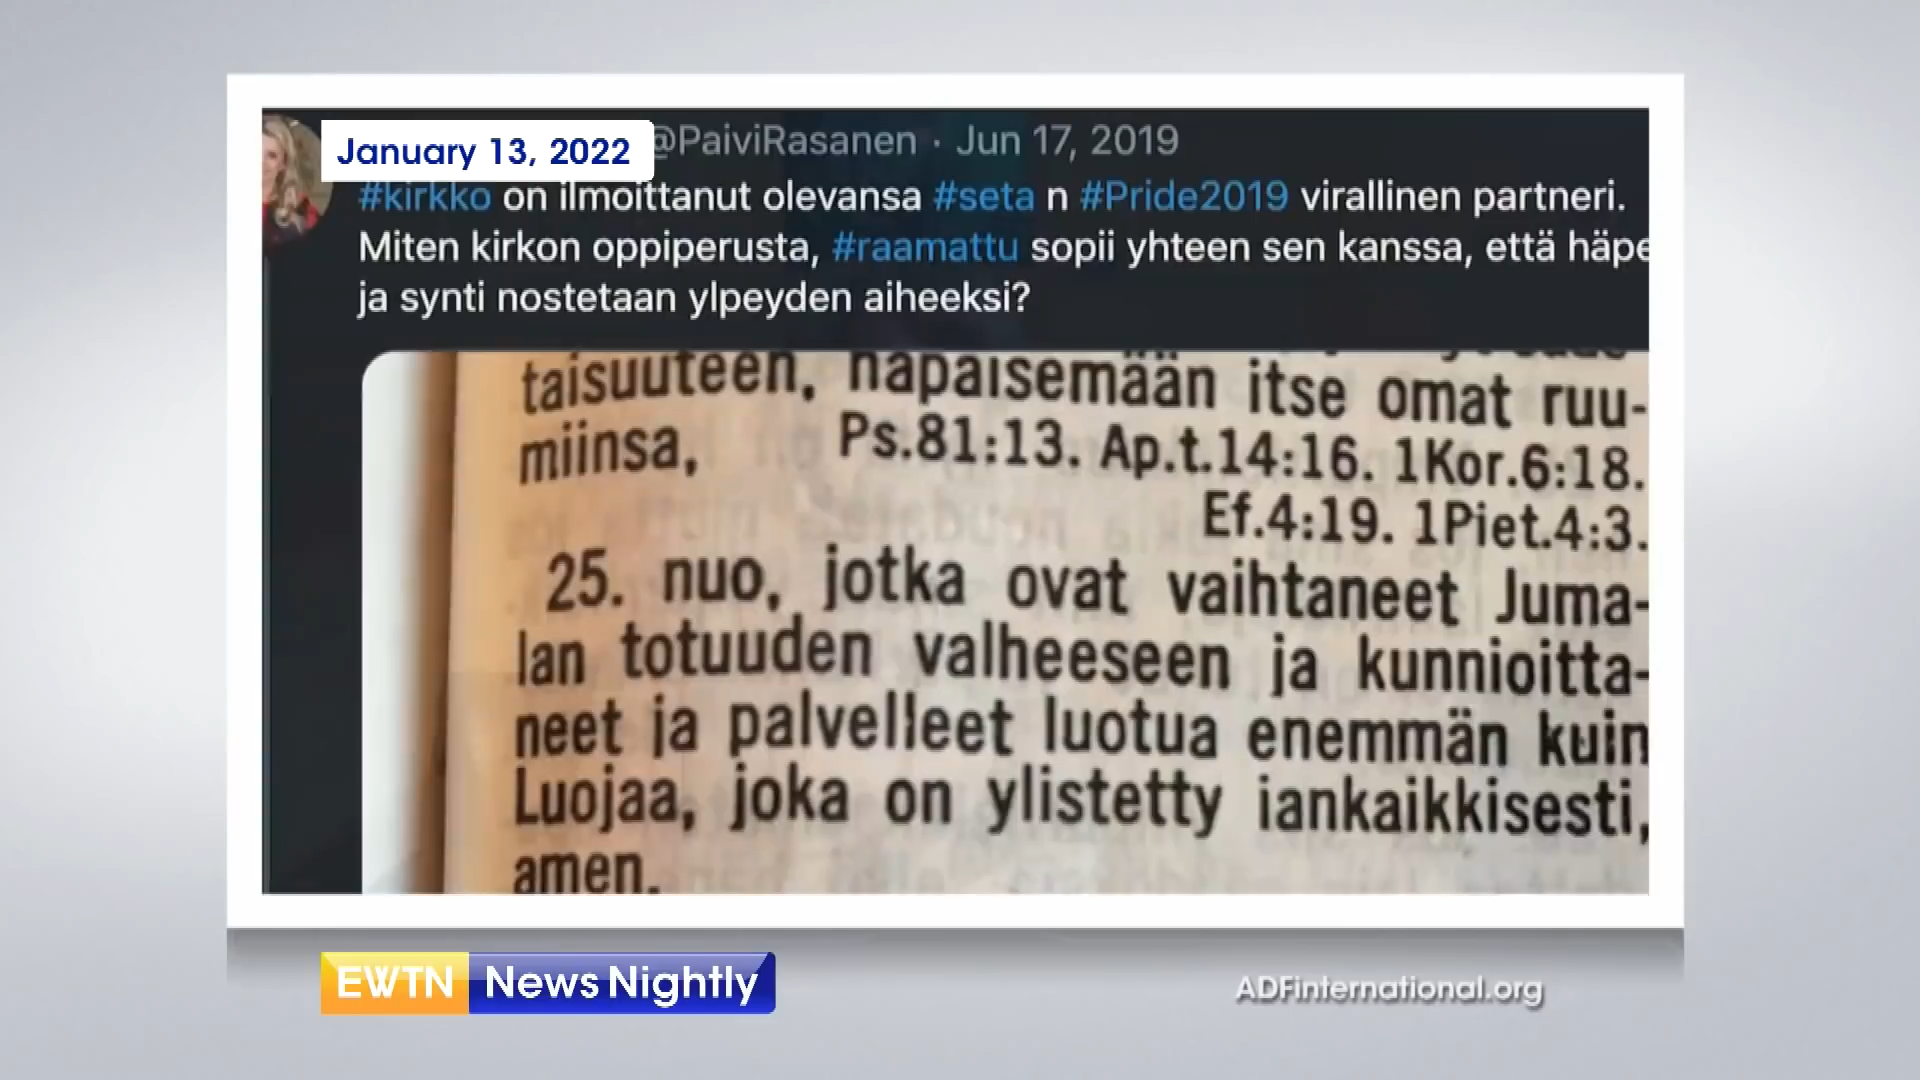 January 13, 2022
@PaiviRasanen · Jun 17, 2019
#kirkko on ilmoittanut olevansa #seta n #Pride2019 virallinen partneri.
Miten kirkon oppiperusta, #raamattu sopii yhteen sen kanssa, että häpe
ja synti nostetaan ylpeyden aiheeksi?
taisuuteen, häpäisemään itse omat ruu-
miinsa, Ps.81:13. Ap.t.14:16. 1Kor.6:18.
Ef.4:19. 1Piet.4:3.
25. nuo, jotka ovat vaihtaneet Juma-
lan totuuden valheeseen ja kunnioitta-
neet ja palvelleet luotua enemmän kuin
Luojaa, joka on ylistetty iankaikkisesti,
amen.
EWTN News Nightly
ADFinternational.org